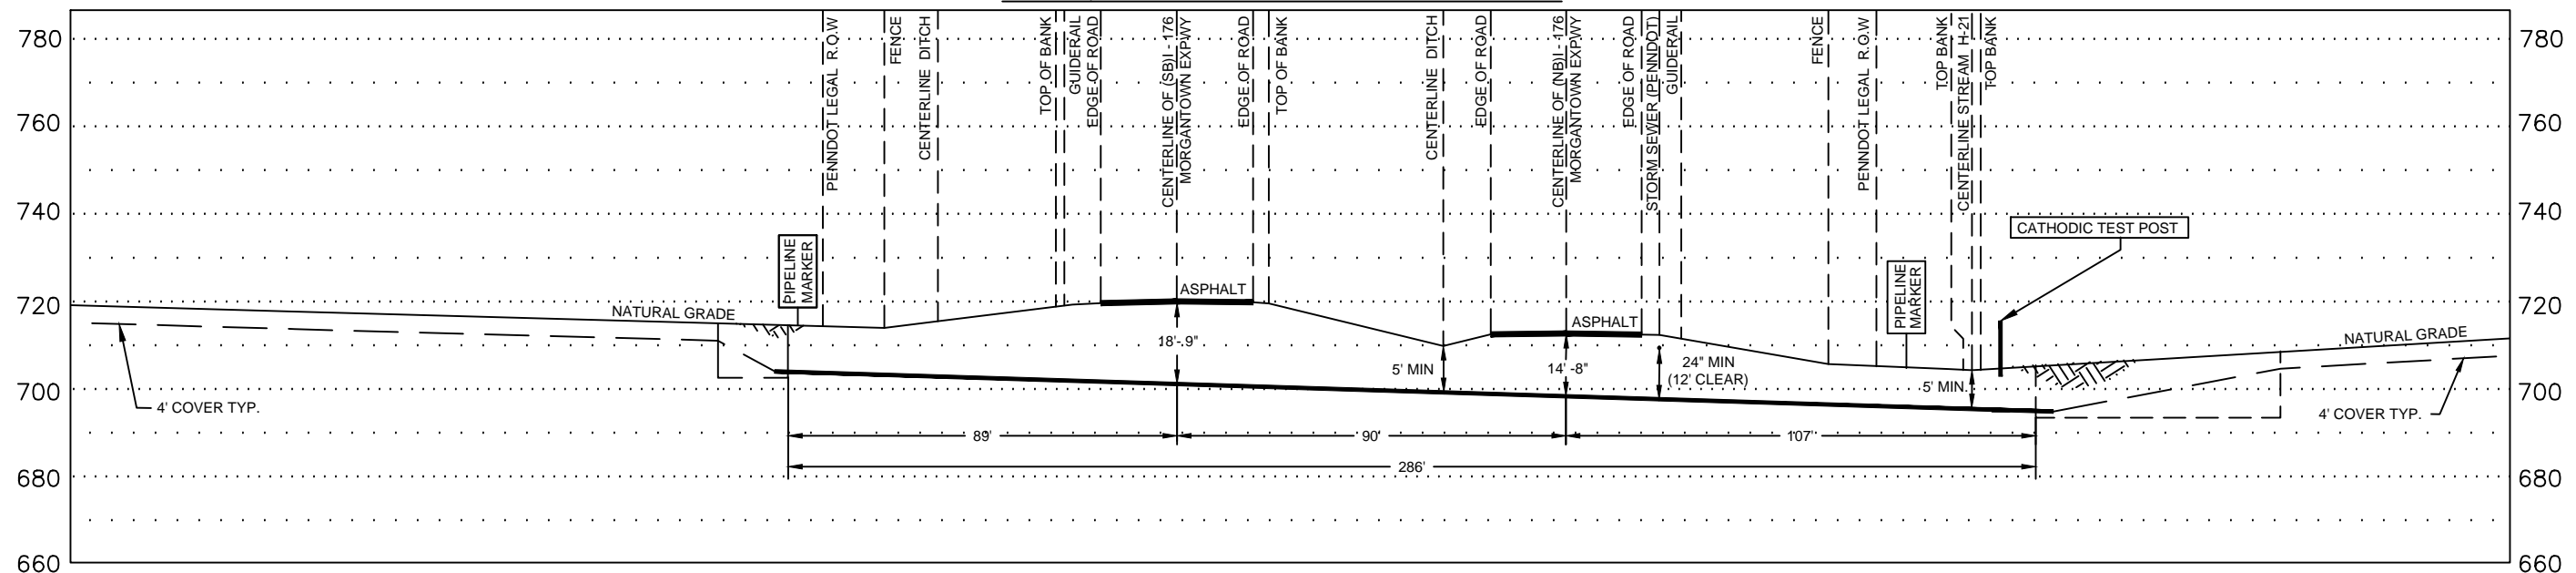 780
760
740
720
700
680
660
PENNDOT LEGAL R.O.W
FENCE
CENTERLINE DITCH
TOP OF BANK
GUIDERAIL
EDGE OF ROAD
CENTERLINE OF (SB)I - 176
MORGANTOWN EXPWY
EDGE OF ROAD
TOP OF BANK
CENTERLINE DITCH
EDGE OF ROAD
CENTERLINE OF (NB)I - 176
MORGANTOWN EXPWY
EDGE OF ROAD
STORM SEWER (PENNDOT)
GUIDERAIL
FENCE
PENNDOT LEGAL R.O.W
TOP BANK
CENTERLINE STREAM H-21
TOP BANK
780
760
740
720
700
680
660
CATHODIC TEST POST
PIPELINE
MARKER
PIPELINE
MARKER
NATURAL GRADE
ASPHALT
ASPHALT
NATURAL GRADE
18'-.9"
5' MIN
14' -8"
24" MIN
(12' CLEAR)
5' MIN.
4' COVER TYP.
4' COVER TYP.
89'
90'
107'
286'